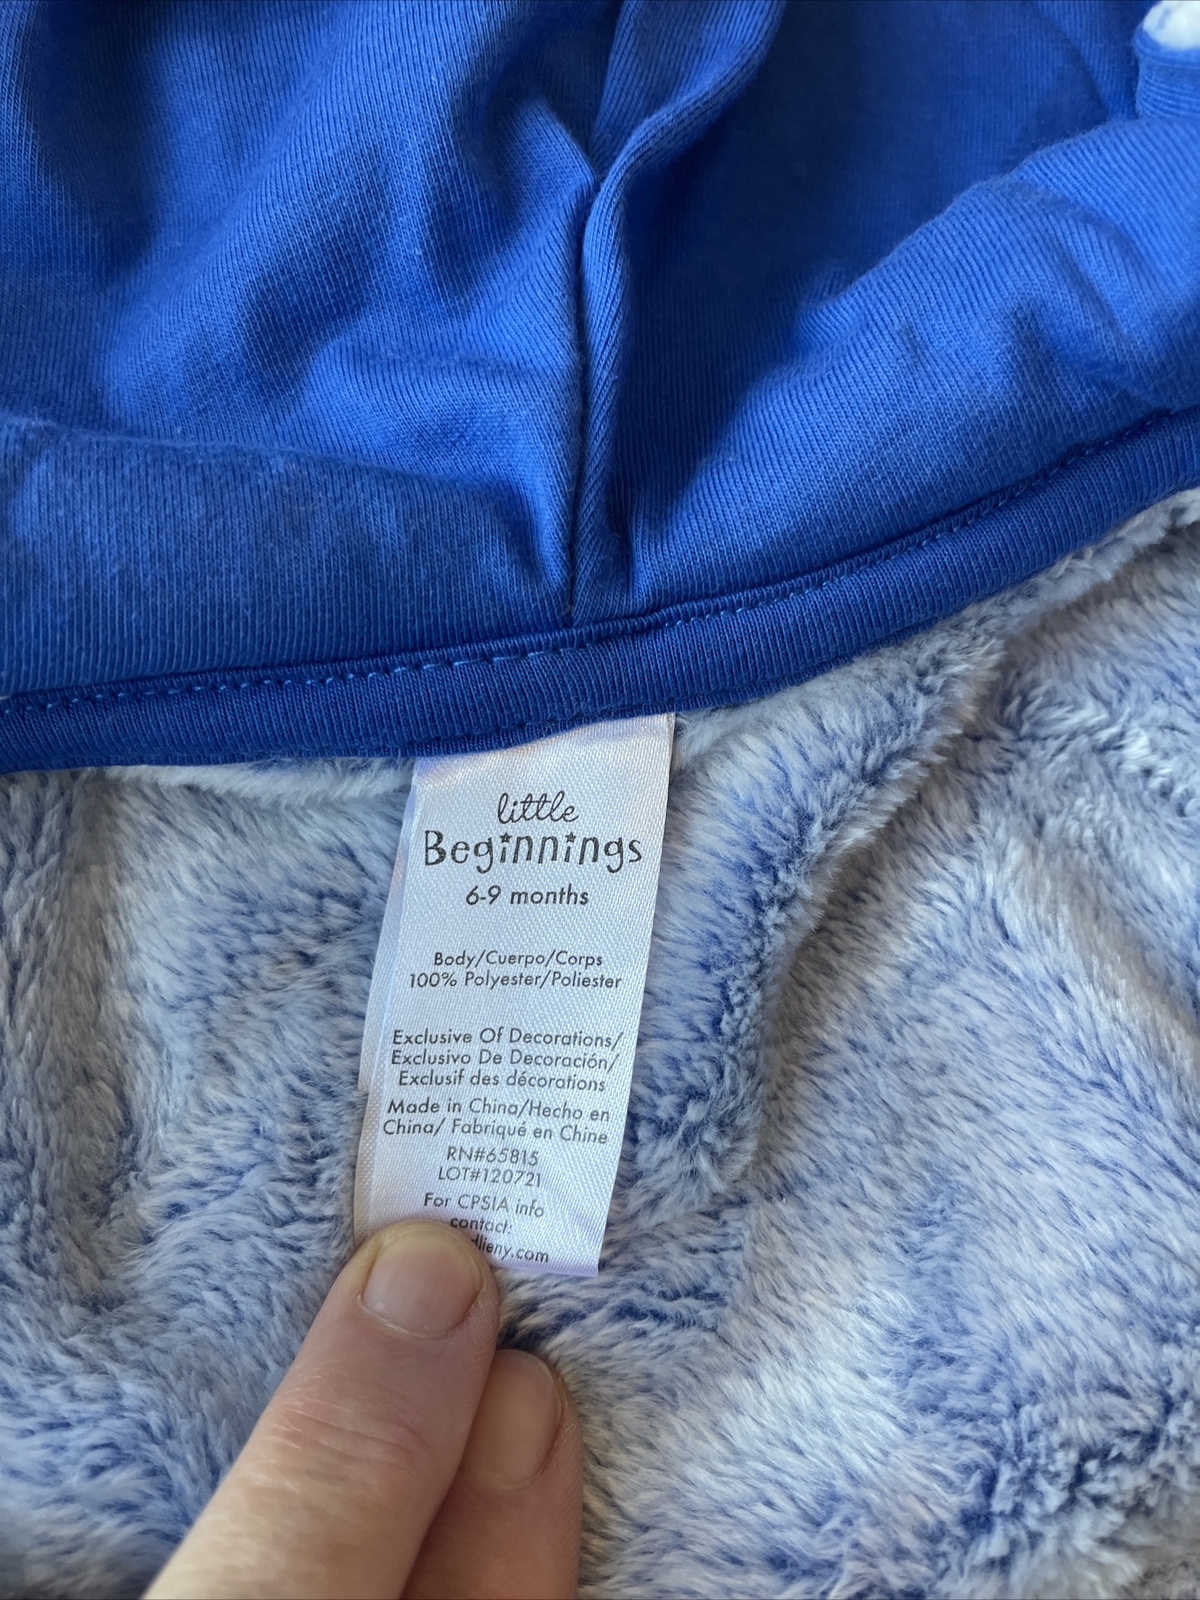 little
Beginnings
6-9 months
Body/Cuerpo/Corps
100% Polyester/Poliester
Exclusive Of Decorations/
Exclusivo De Decoración/
Exclusif des décorations
Made in China/Hecho en
China/ Fabriqué en Chine
RN#65815
LOT#120721
For CPSIA info
contact: